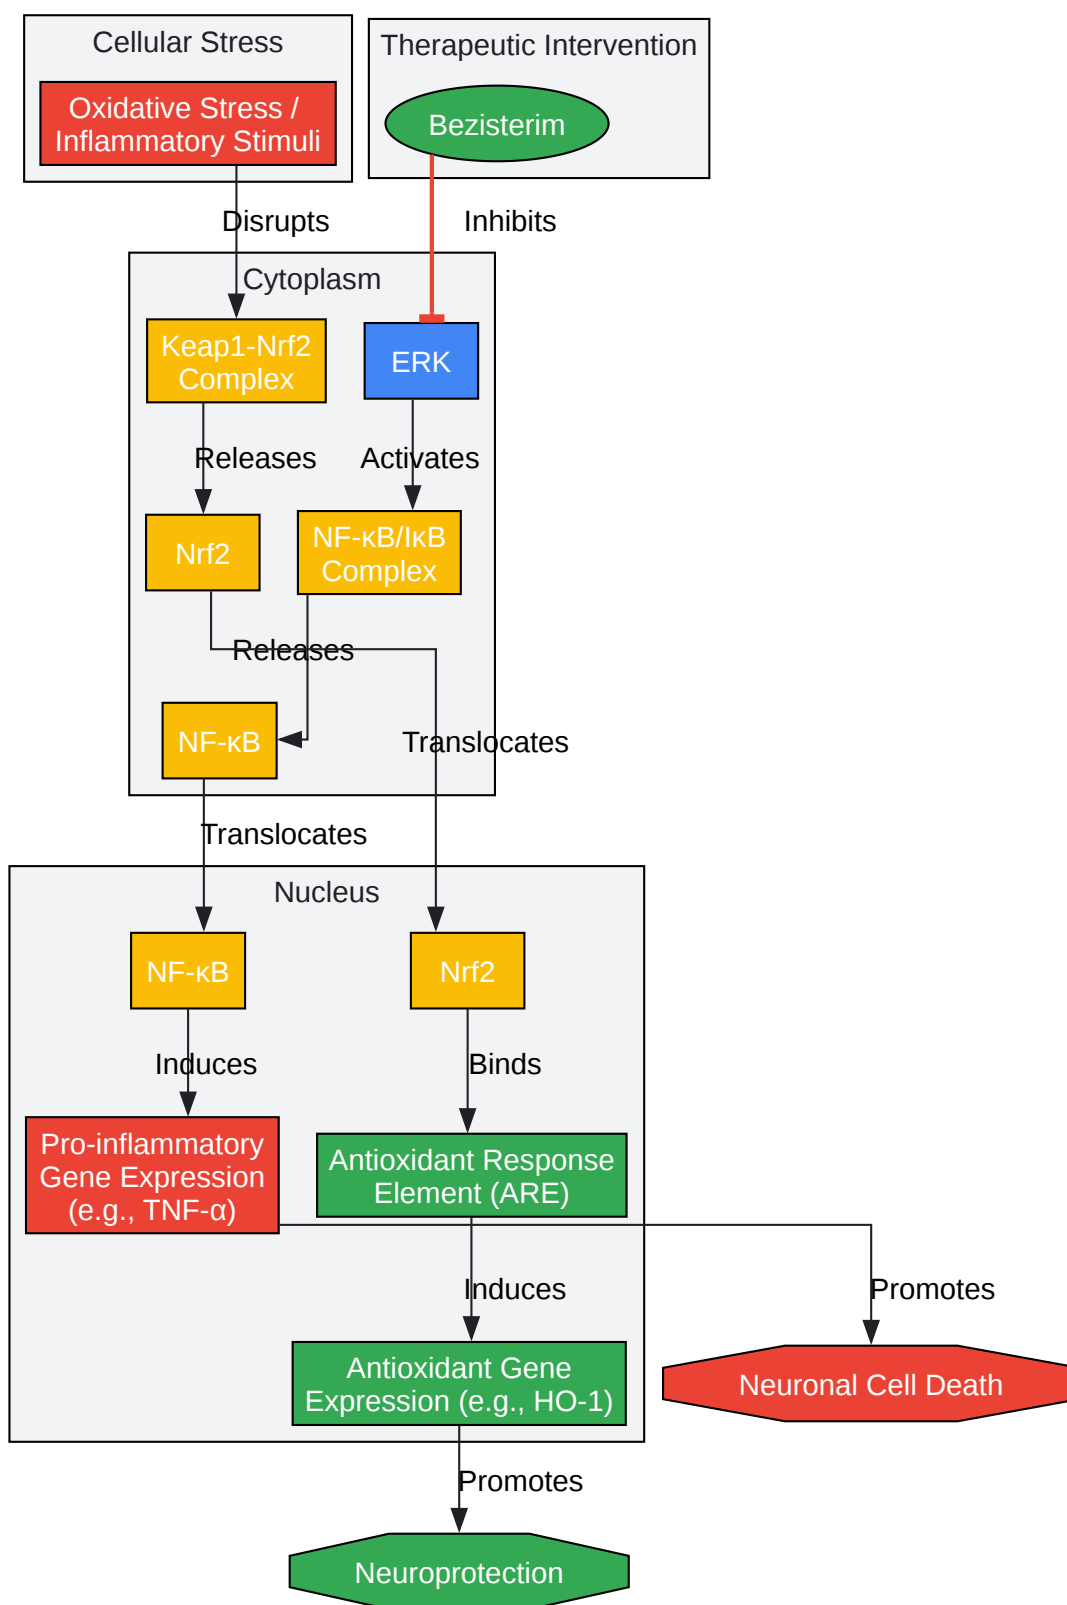 Cellular Stress
Therapeutic Intervention
Oxidative Stress /
Inflammatory Stimuli
Bezisterim
Disrupts
Inhibits
Cytoplasm
Keap1-Nrf2
Complex
ERK
Releases
Activates
Nrf2
NF-κB/IκB
Complex
Releases
NF-κB
Translocates
Translocates
Nucleus
NF-κB
Nrf2
Induces
Binds
Pro-inflammatory
Gene Expression
(e.g., TNF-α)
Antioxidant Response
Element (ARE)
Induces
Promotes
Antioxidant Gene
Expression (e.g., HO-1)
Neuronal Cell Death
Promotes
Neuroprotection